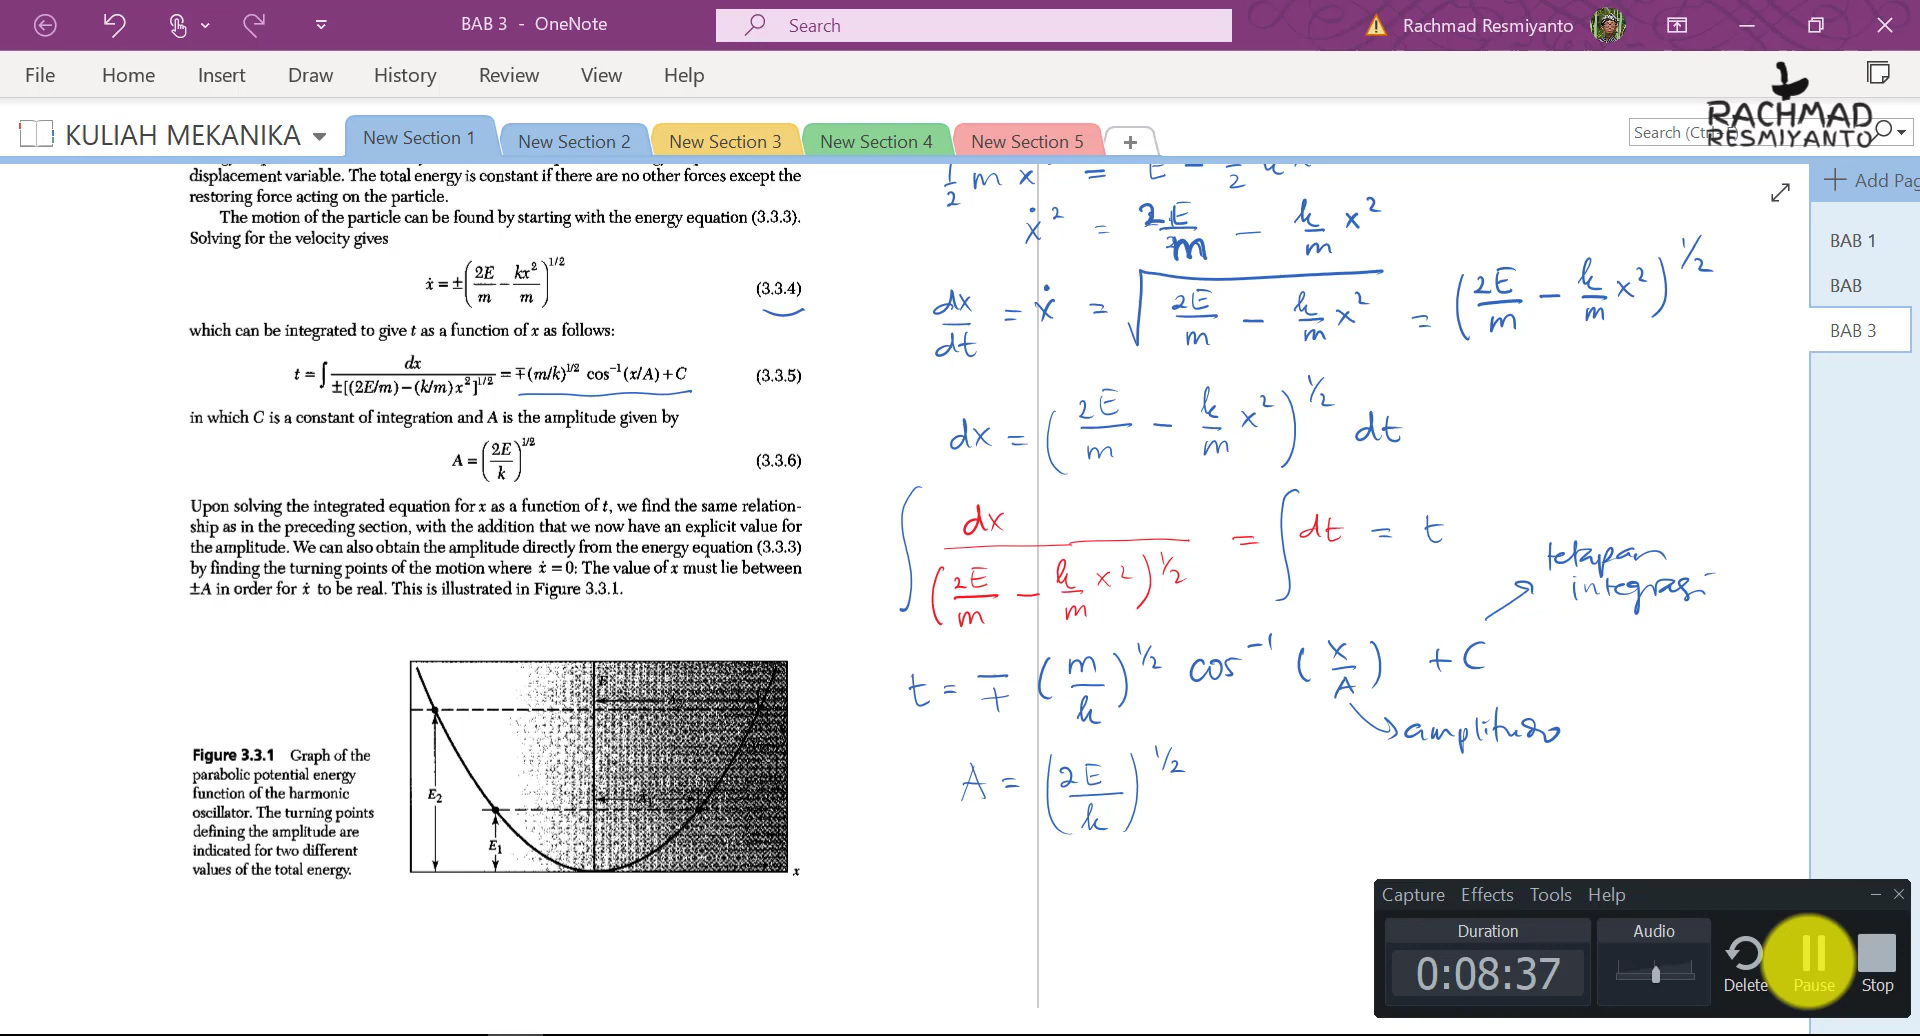 BAB 3 - OneNote
Search
Rachmad Resmiyanto
File Home Insert Draw History Review View Help
RACHMAD
RESMIYANTO
KULIAH MEKANIKA
New Section 1
New Section 2
New Section 3
New Section 4
New Section 5
Search (Ctrl+E)
Add Pag
BAB 1
BAB
BAB 3
displacement variable. The total energy is constant if there are no other forces except the
restoring force acting on the particle.
The motion of the particle can be found by starting with the energy equation (3.3.3).
Solving for the velocity gives
ẋ = ±(2E/m − kx²/m)^1/2 (3.3.4)
which can be integrated to give t as a function of x as follows:
t = ∫ dx / ±[(2E/m) − (k/m)x²]^1/2 = ∓(m/k)^1/2 cos⁻¹(x/A) + C (3.3.5)
in which C is a constant of integration and A is the amplitude given by
A = (2E/k)^1/2 (3.3.6)
Upon solving the integrated equation for x as a function of t, we find the same relation-
ship as in the preceding section, with the addition that we now have an explicit value for
the amplitude. We can also obtain the amplitude directly from the energy equation (3.3.3)
by finding the turning points of the motion where ẋ = 0: The value of x must lie between
±A in order for ẋ to be real. This is illustrated in Figure 3.3.1.
Figure 3.3.1 Graph of the
parabolic potential energy
function of the harmonic
oscillator. The turning points
defining the amplitude are
indicated for two different
values of the total energy.
E₂
E₁
x
ẋ² = 2E/m − k/m x²
dx/dt = ẋ = √(2E/m − k/m x²) = (2E/m − k/m x²)^1/2
dx = (2E/m − k/m x²)^1/2 dt
∫ dx / (2E/m − k/m x²)^1/2 = ∫ dt = t
tetapan
integrasi
t = ∓ (m/k)^1/2 cos⁻¹ (x/A) + C
amplitudo
A = (2E/k)^1/2
Capture Effects Tools Help
Duration
Audio
0:08:37
Delete
Pause
Stop